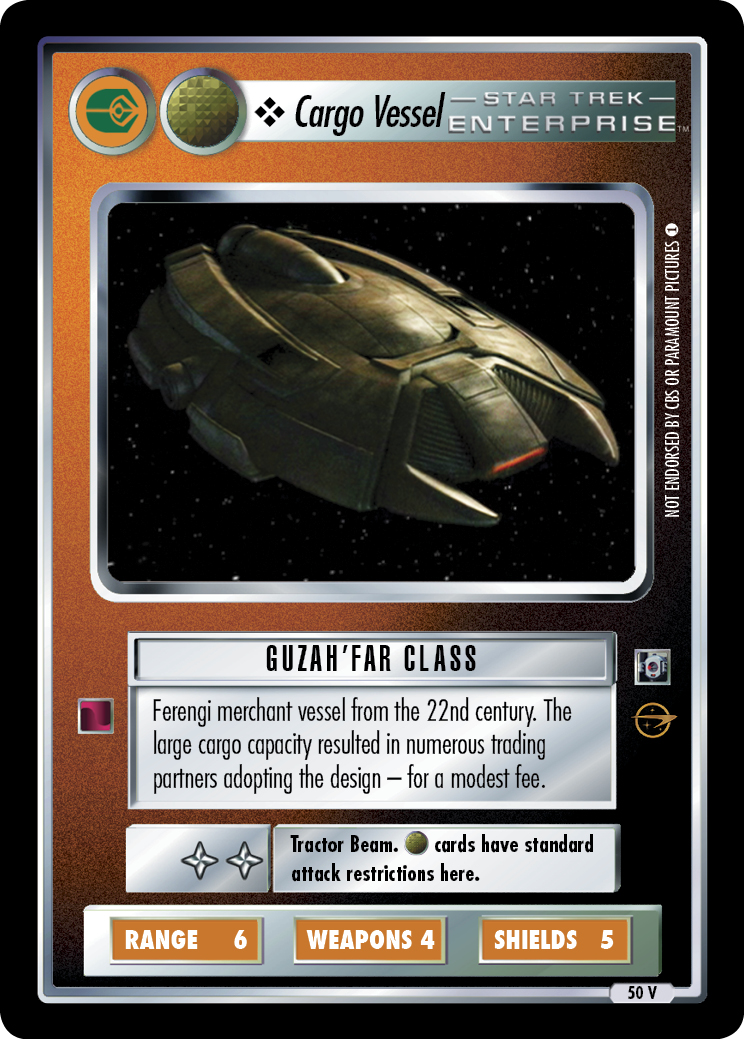 ❖ Cargo Vessel
STAR TREK
ENTERPRISE™
NOT ENDORSED BY CBS OR PARAMOUNT PICTURES 1
GUZAH'FAR CLASS
Ferengi merchant vessel from the 22nd century. The
large cargo capacity resulted in numerous trading
partners adopting the design – for a modest fee.
Tractor Beam. cards have standard
attack restrictions here.
RANGE 6 WEAPONS 4 SHIELDS 5
50 V